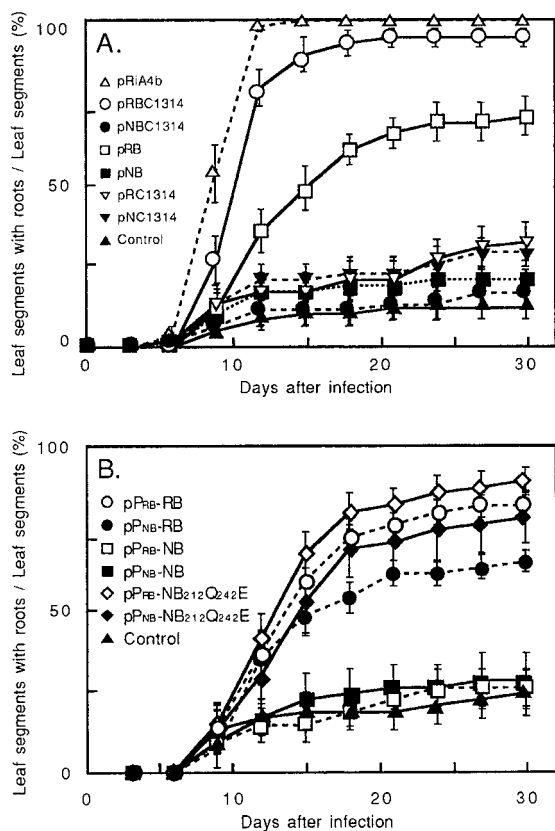 Leaf segments with roots / Leaf segments (%)
A.
100
50
0
pRiA4b
pRBC1314
pNBC1314
pRB
pNB
pRC1314
pNC1314
Control
10
20
30
Days after infection
Leaf segments with roots / Leaf segments (%)
B.
100
50
0
pPRB-RB
pPNB-RB
pPRB-NB
pPNB-NB
pPRB-NB212Q242E
pPNB-NB212Q242E
Control
0
10
20
30
Days after infection